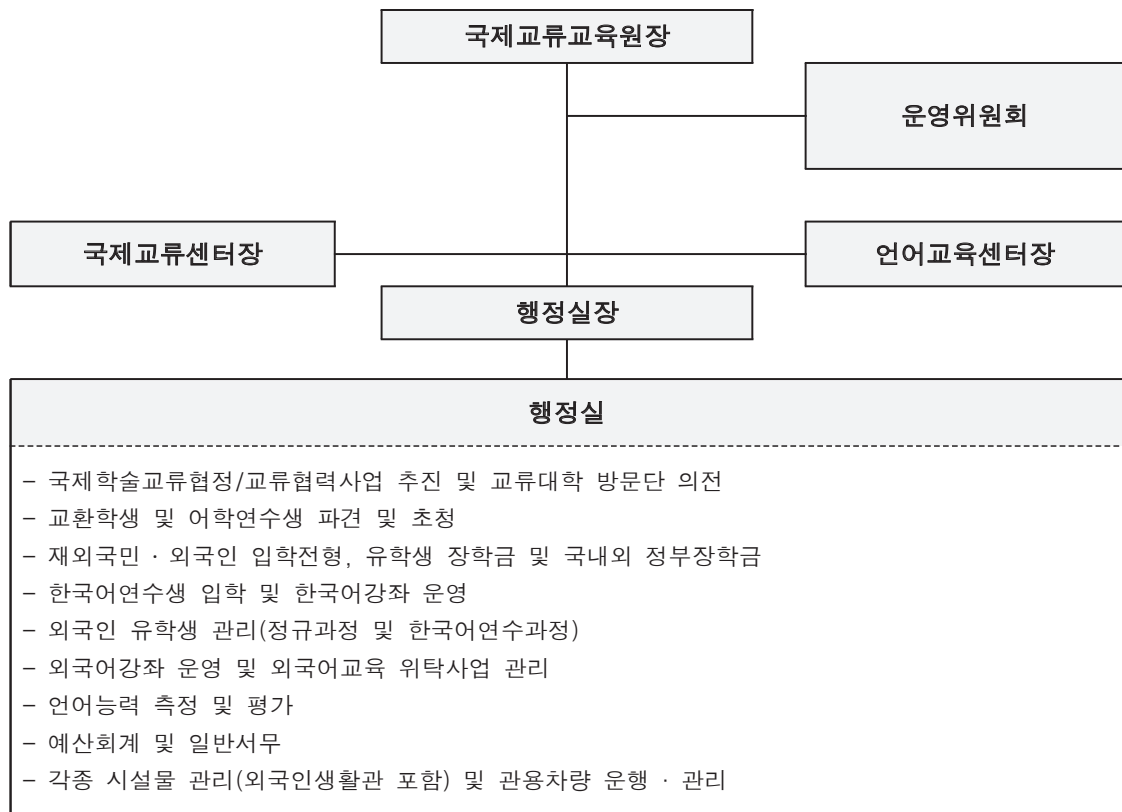 국제교류교육원장
운영위원회
국제교류센터장
언어교육센터장
행정실장
행정실
– 국제학술교류협정/교류협력사업 추진 및 교류대학 방문단 의전
– 교환학생 및 어학연수생 파견 및 초청
– 재외국민 · 외국인 입학전형, 유학생 장학금 및 국내외 정부장학금
– 한국어연수생 입학 및 한국어강좌 운영
– 외국인 유학생 관리(정규과정 및 한국어연수과정)
– 외국어강좌 운영 및 외국어교육 위탁사업 관리
– 언어능력 측정 및 평가
– 예산회계 및 일반서무
– 각종 시설물 관리(외국인생활관 포함) 및 관용차량 운행 · 관리